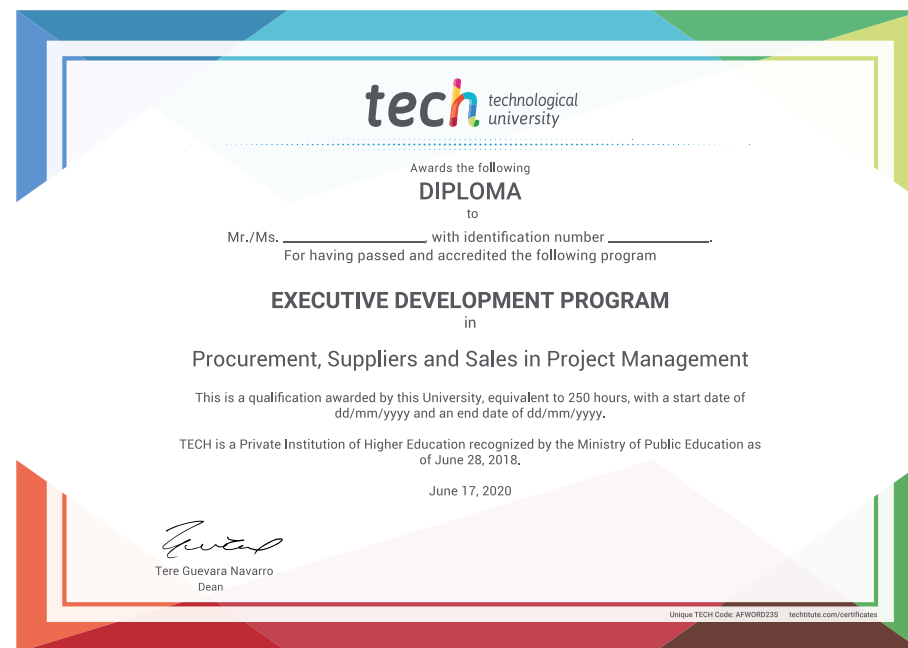 tech technological
university
Awards the following
DIPLOMA
to
Mr./Ms. ____________________, with identification number ______________.
For having passed and accredited the following program
EXECUTIVE DEVELOPMENT PROGRAM
in
Procurement, Suppliers and Sales in Project Management
This is a qualification awarded by this University, equivalent to 250 hours, with a start date of
dd/mm/yyyy and an end date of dd/mm/yyyy.
TECH is a Private Institution of Higher Education recognized by the Ministry of Public Education as
of June 28, 2018.
June 17, 2020
Tere Guevara Navarro
Dean
Unique TECH Code: AFWORD23S techtitute.com/certificates